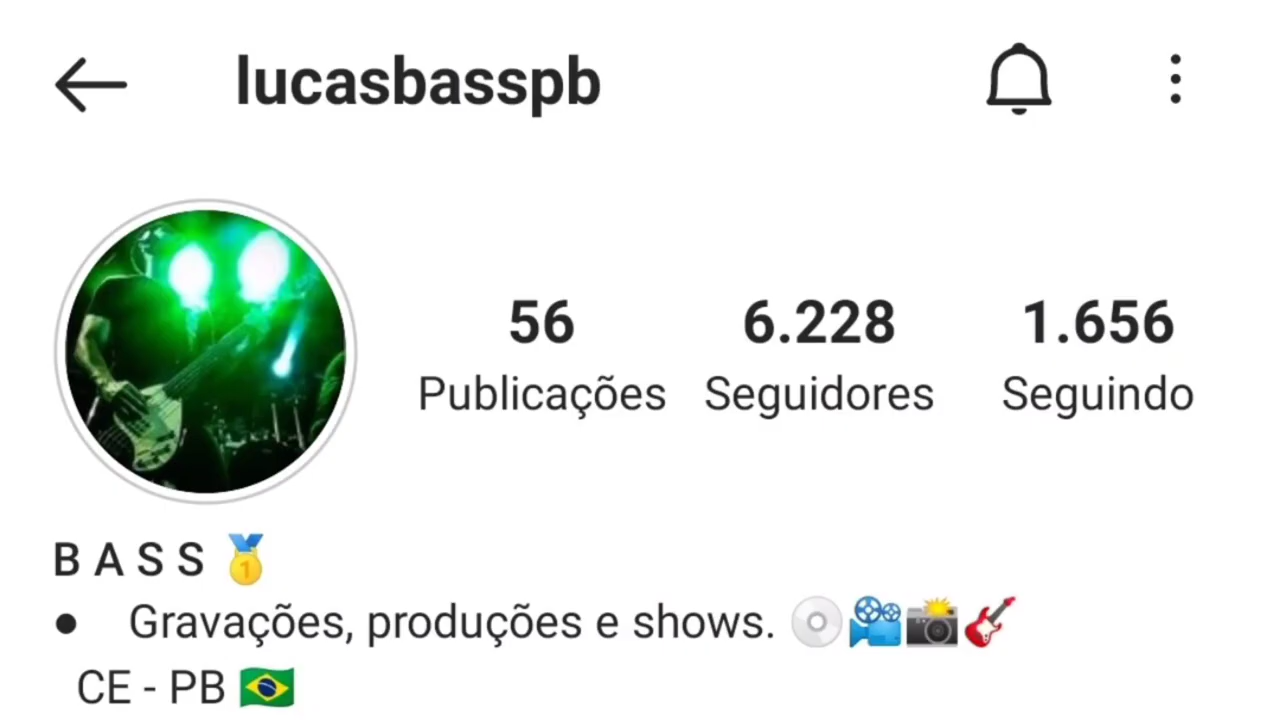 lucasbasspb
56 6.228 1.656
Publicações Seguidores Seguindo
B A S S 🥇
● Gravações, produções e shows. 💿🎥📸🎸
CE - PB 🇧🇷